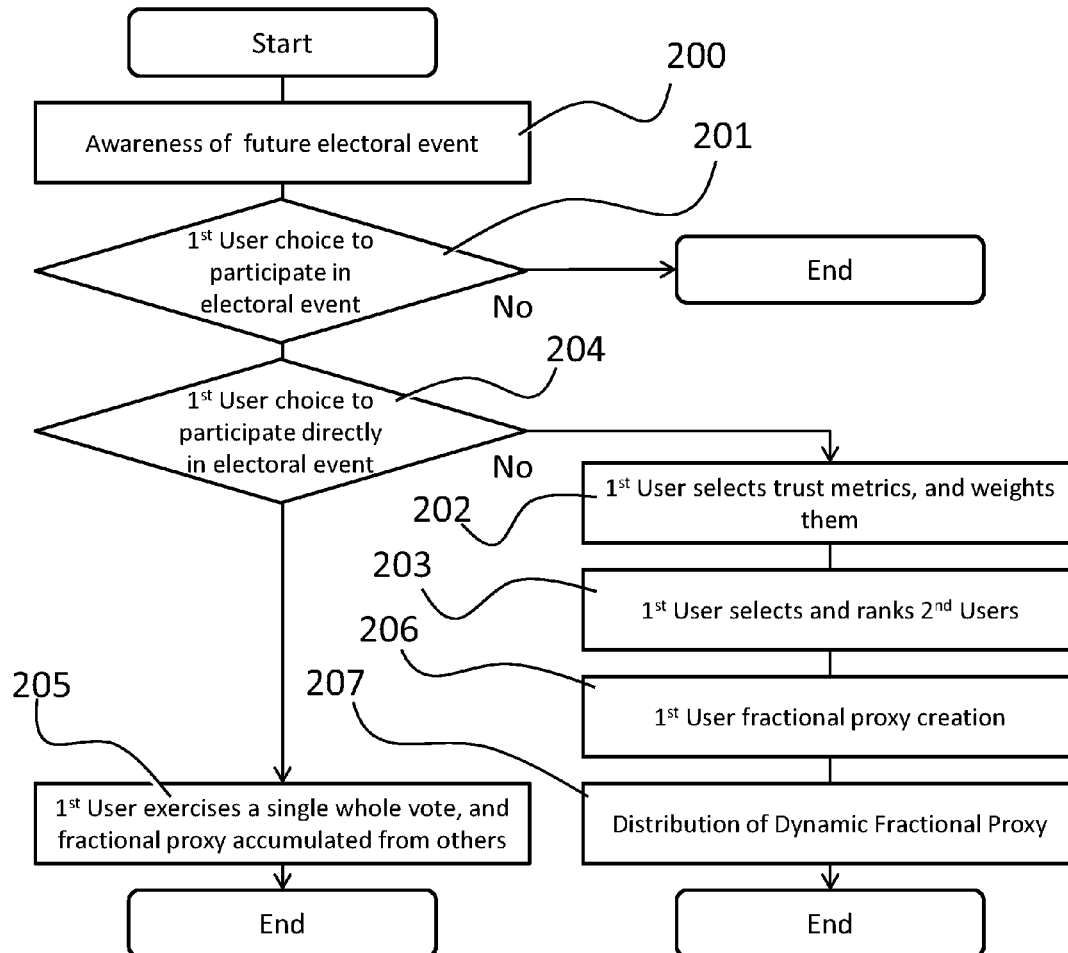 Start
200
Awareness of future electoral event
201
1st User choice to
participate in
electoral event
End
No
204
1st User choice to
participate directly
in electoral event
No
202
1st User selects trust metrics, and weights
them
203
1st User selects and ranks 2nd Users
206
1st User fractional proxy creation
205
207
1st User exercises a single whole vote, and
fractional proxy accumulated from others
Distribution of Dynamic Fractional Proxy
End
End